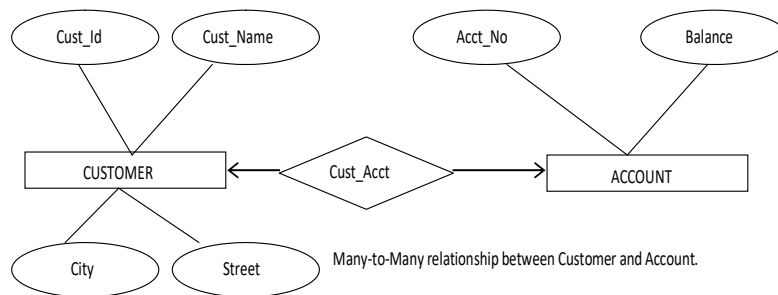 Cust_Id
Cust_Name
Acct_No
Balance
CUSTOMER
Cust_Acct
ACCOUNT
City
Street
Many-to-Many relationship between Customer and Account.